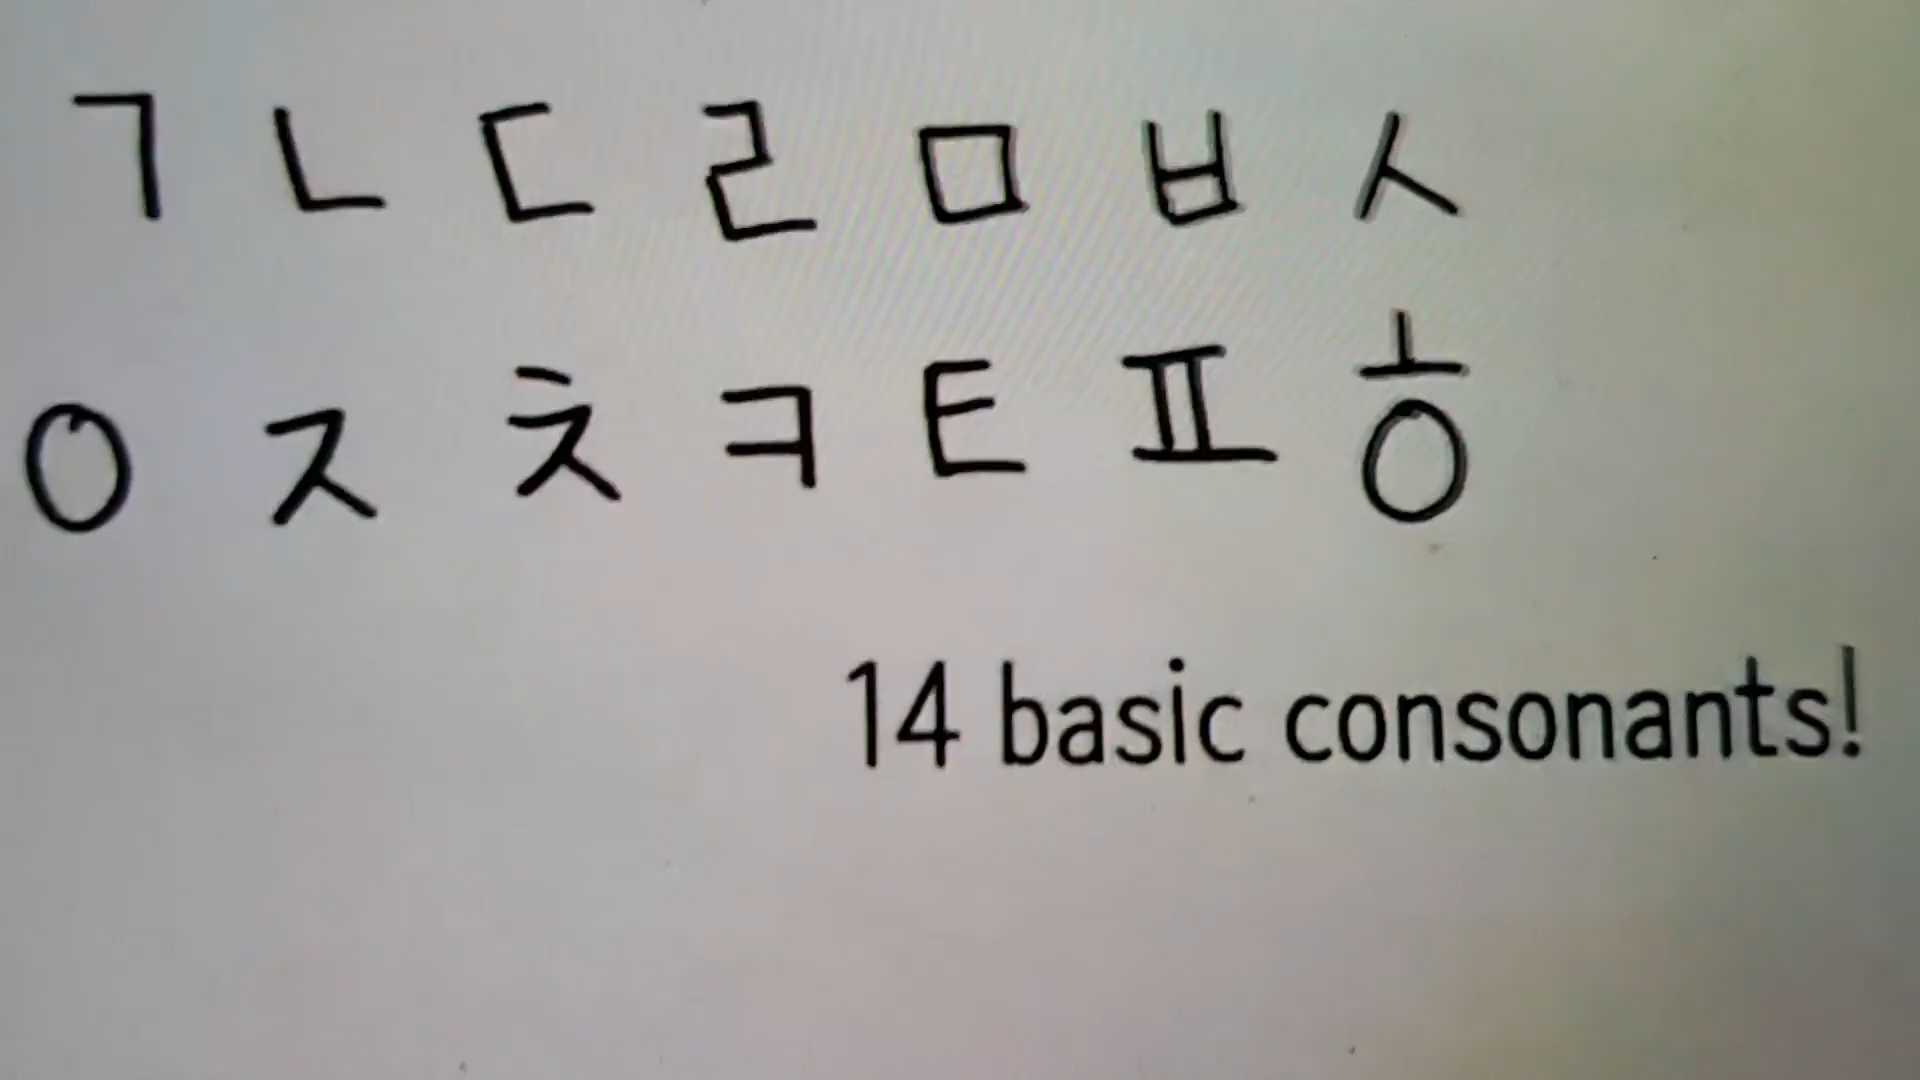 ㄱ ㄴ ㄷ ㄹ ㅁ ㅂ ㅅ
ㅇ ㅈ ㅊ ㅋ ㅌ ㅍ ㅎ
14 basic consonants!